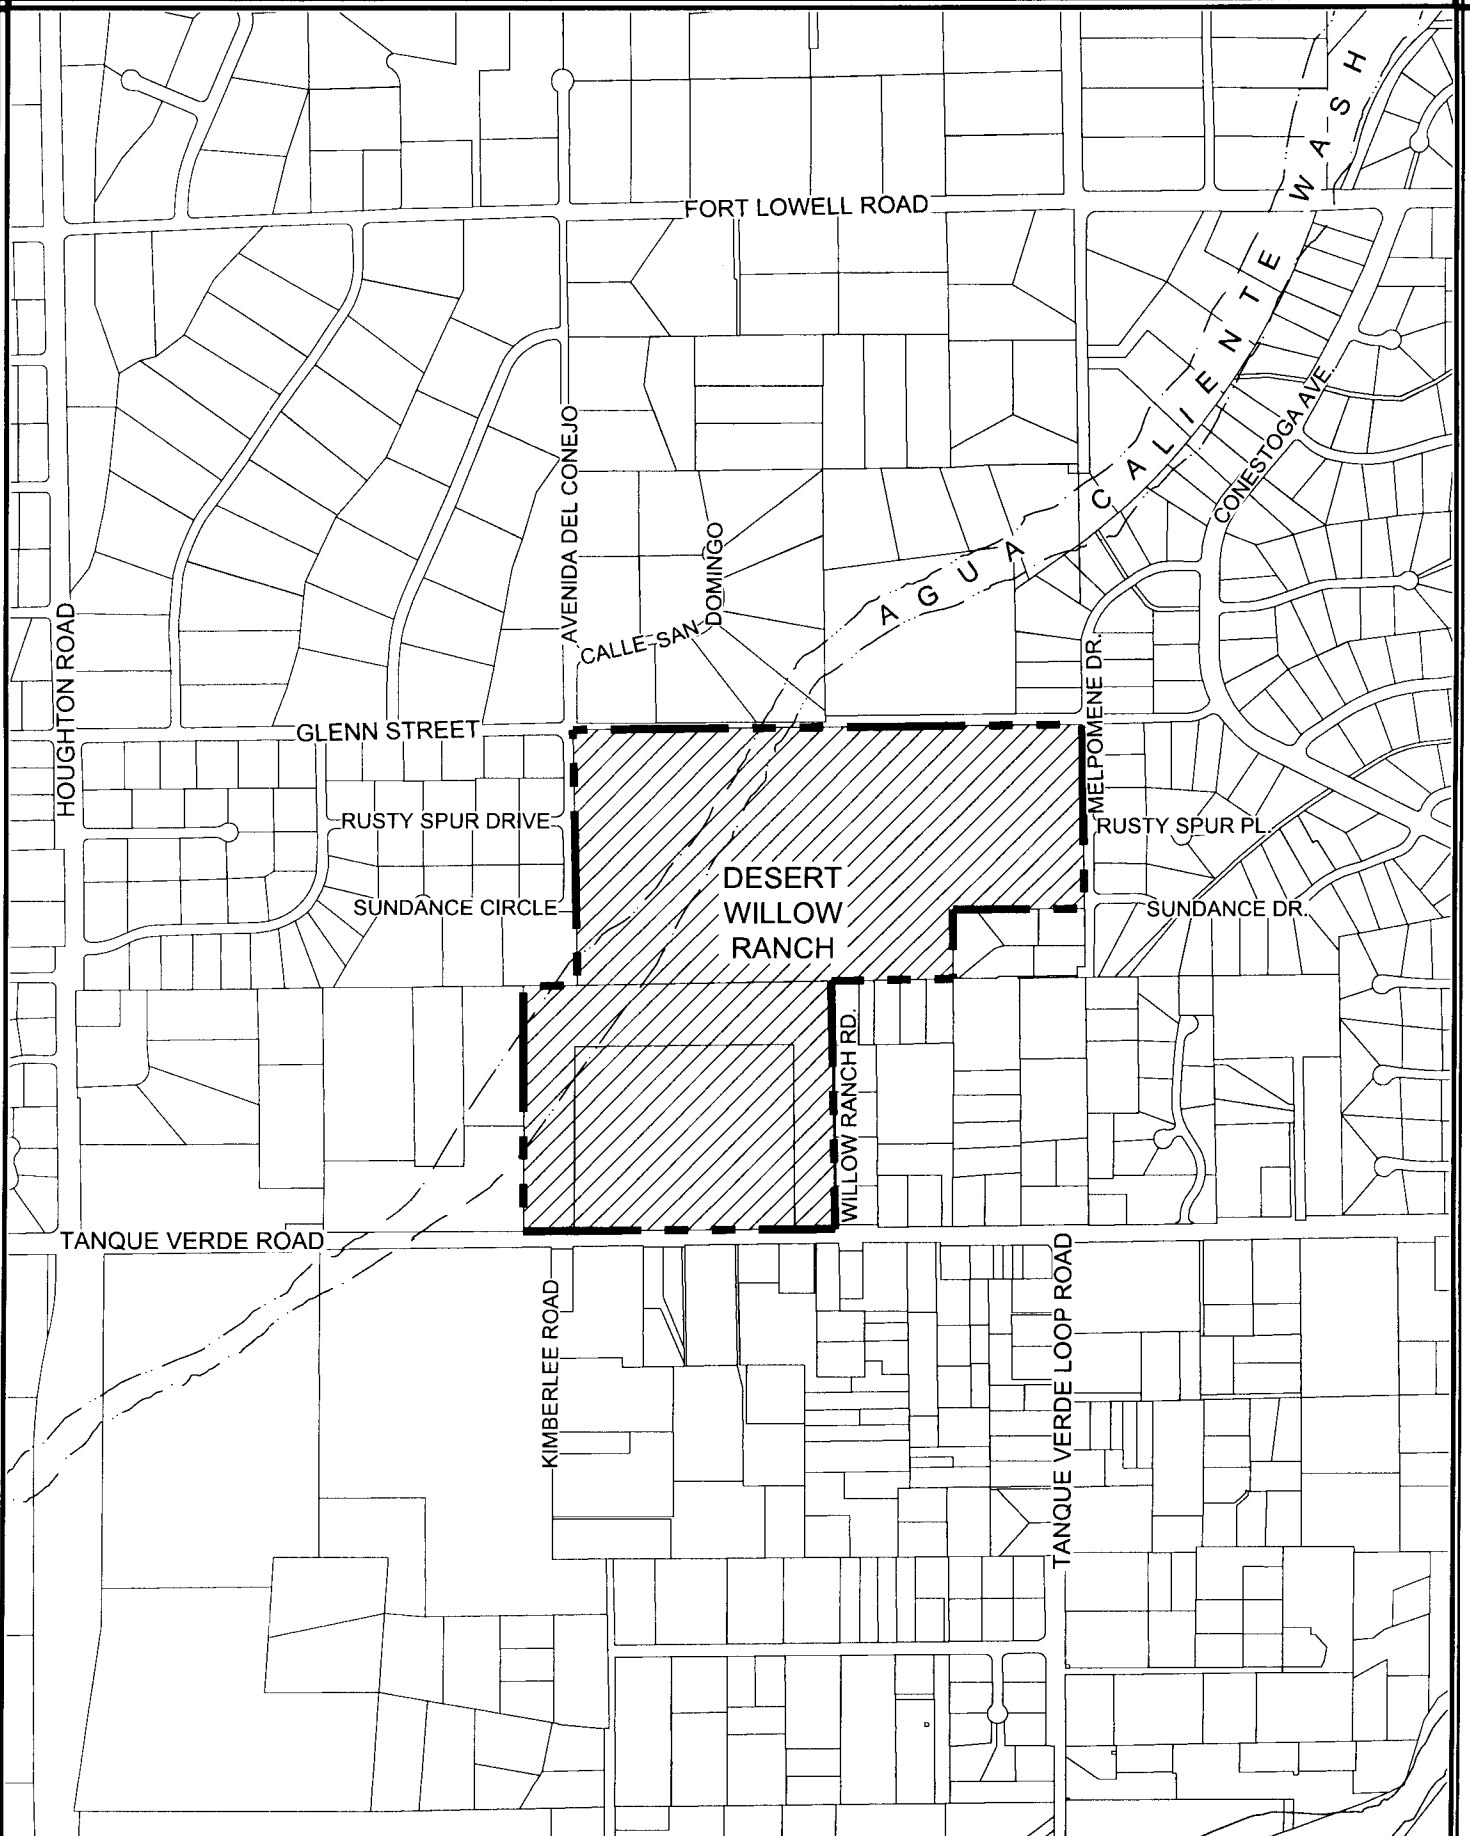 FORT LOWELL ROAD
AGUA CALIENTE WASH
CONESTOGA AVE.
AVENIDA DEL CONEJO
CALLE SAN
DOMINGO
HOUGHTON ROAD
GLENN STREET
MELPOMENE DR.
RUSTY SPUR DRIVE
RUSTY SPUR PL.
DESERT
WILLOW
RANCH
SUNDANCE CIRCLE
SUNDANCE DR.
WILLOW RANCH RD.
TANQUE VERDE ROAD
KIMBERLEE ROAD
TANQUE VERDE LOOP ROAD